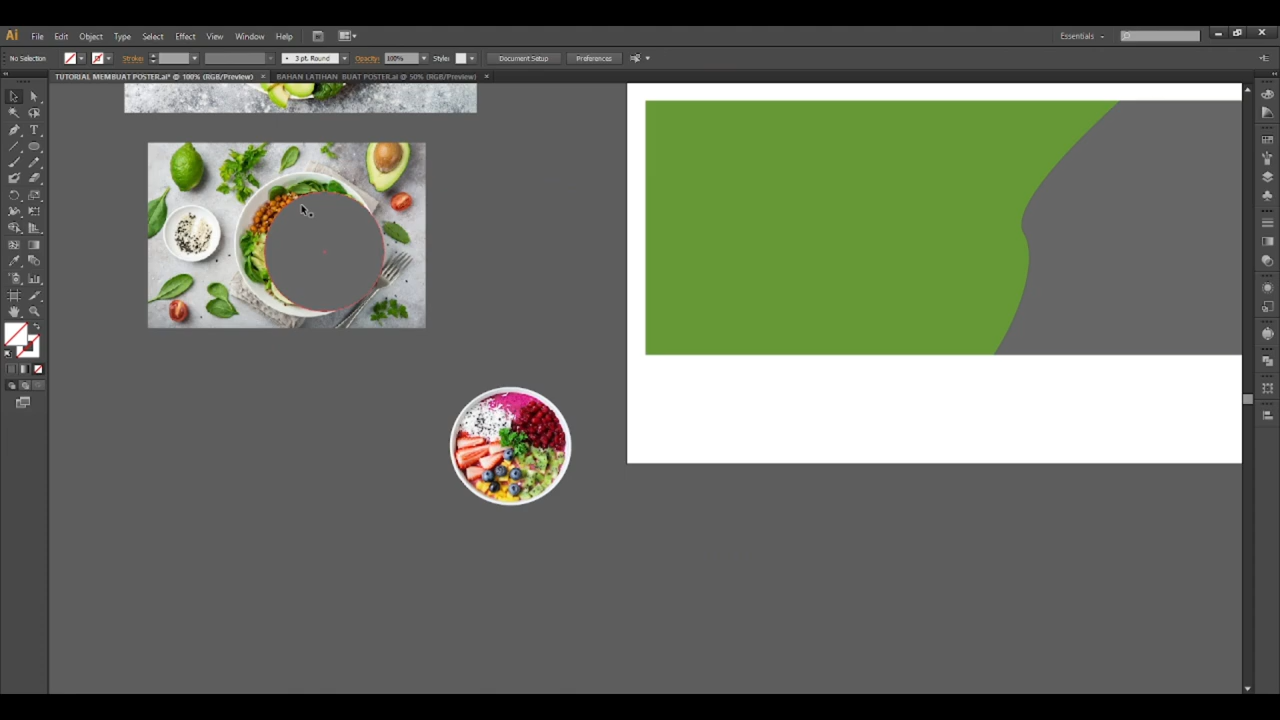 Ai File Edit Object Type Select Effect View Window Help Essentials
No Selection Stroke: 3 pt. Round Opacity: 100% Style: Document Setup Preferences
TUTORIAL MEMBUAT POSTER.ai* @ 100% (RGB/Preview) × BAHAN LATIHAN BUAT POSTER.ai @ 50% (RGB/Preview) ×